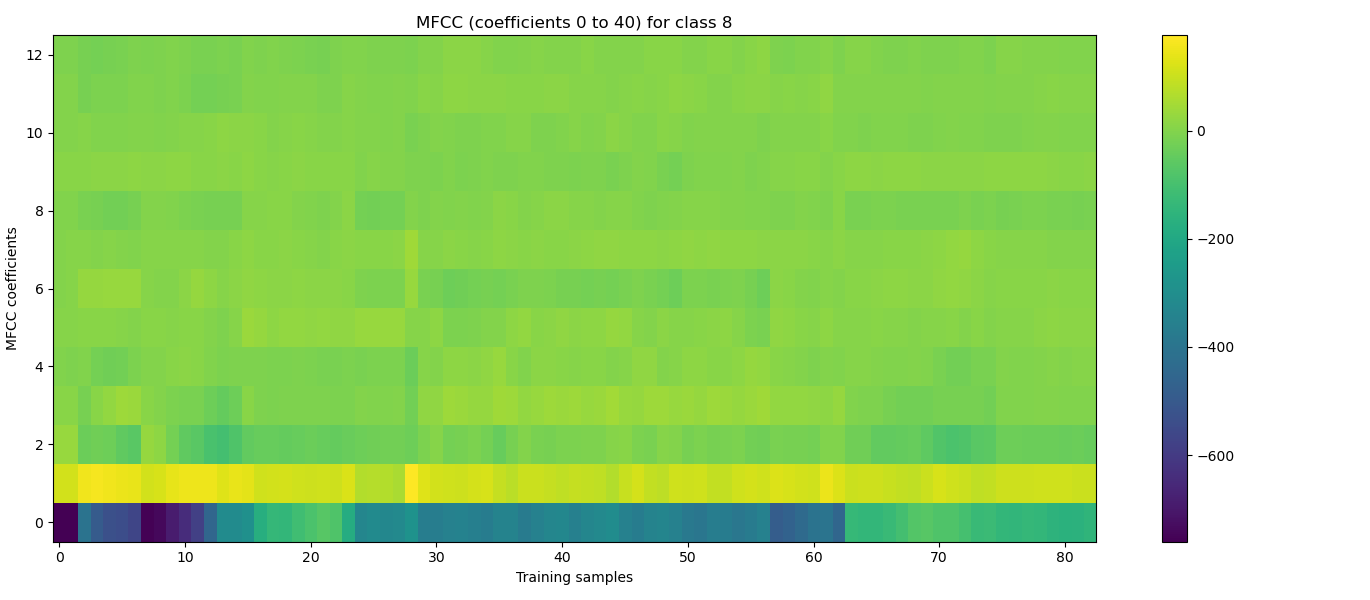 MFCC (coefficients 0 to 40) for class 8
MFCC coefficients
12
10
8
6
4
2
0
0 10 20 30 40 50 60 70 80
Training samples
0
−200
−400
−600